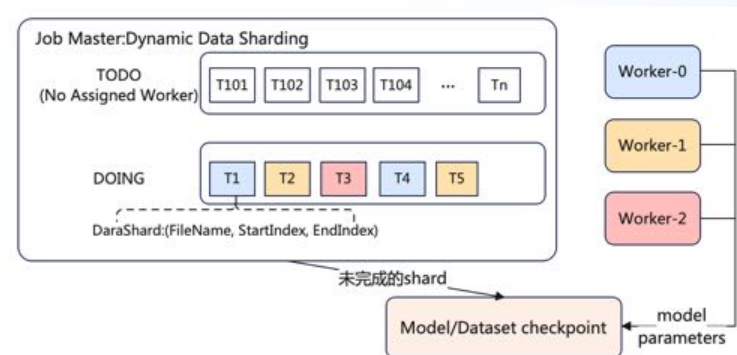 Job Master:Dynamic Data Sharding
TODO
(No Assigned Worker)
T101 T102 T103 T104 ... Tn
DOING
T1 T2 T3 T4 T5
DaraShard:(FileName, StartIndex, EndIndex)
Worker-0
Worker-1
Worker-2
未完成的shard
Model/Dataset checkpoint
model
parameters